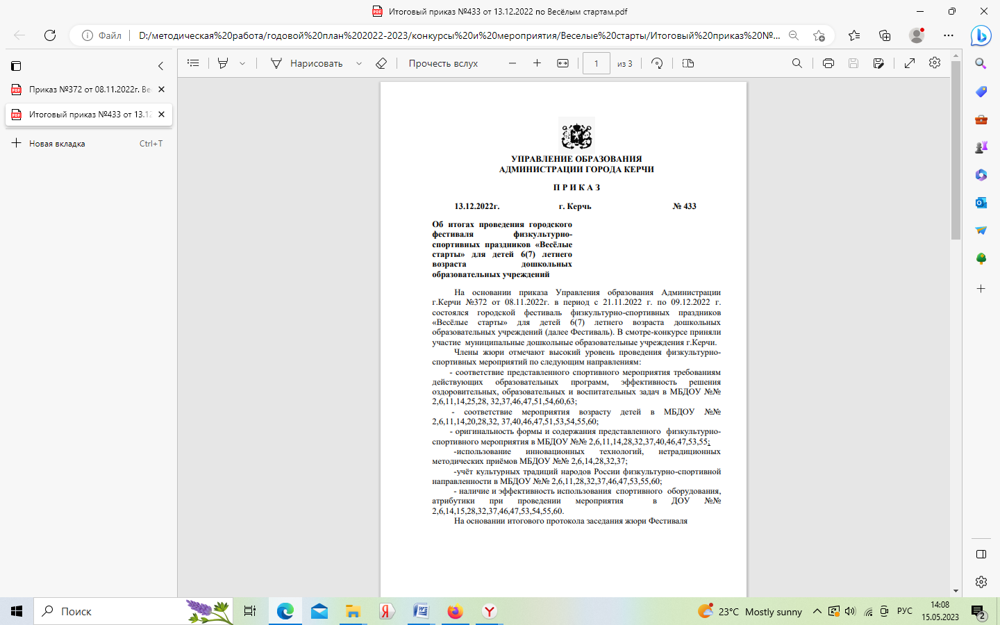 Итоговый приказ №433 от 13.12.2022 по Весёлым стартам.pdf
Файл
D:/методическая%20работа/годовой%20план%202022-2023/конкурсы%20и%20мероприятия/Веселые%20старты/Итоговый%20приказ%20№...
Нарисовать
Прочесть вслух
1 из 3
Приказ №372 от 08.11.2022г. Ве
Итоговый приказ №433 от 13.12
Новая вкладка Ctrl+T
УПРАВЛЕНИЕ ОБРАЗОВАНИЯ
АДМИНИСТРАЦИИ ГОРОДА КЕРЧИ
П Р И К А З
13.12.2022г. г. Керчь № 433
Об итогах проведения городского
фестиваля физкультурно-
спортивных праздников «Весёлые
старты» для детей 6(7) летнего
возраста дошкольных
образовательных учреждений
На основании приказа Управления образования Администрации
г.Керчи №372 от 08.11.2022г. в период с 21.11.2022 г. по 09.12.2022 г.
состоялся городской фестиваль физкультурно-спортивных праздников
«Весёлые старты» для детей 6(7) летнего возраста дошкольных
образовательных учреждений (далее Фестиваль). В смотре-конкурсе приняли
участие муниципальные дошкольные образовательные учреждения г.Керчи.
Члены жюри отмечают высокий уровень проведения физкультурно-
спортивных мероприятий по следующим направлениям:
- соответствие представленного спортивного мероприятия требованиям
действующих образовательных программ, эффективность решения
оздоровительных, образовательных и воспитательных задач в МБДОУ №№
2,6,11,14,25,28, 32,37,46,47,51,54,60,63;
- соответствие мероприятия возрасту детей в МБДОУ №№
2,6,11,14,20,28,32, 37,40,46,47,51,53,54,55,60;
- оригинальность формы и содержания представленного физкультурно-
спортивного мероприятия в МБДОУ №№ 2,6,11,14,28,32,37,40,46,47,53,55;
-использование инновационных технологий, нетрадиционных
методических приёмов МБДОУ №№ 2,6,14,28,32,37;
-учёт культурных традиций народов России физкультурно-спортивной
направленности в МБДОУ №№ 2,6,11,28,32,37,46,47,53,55,60;
- наличие и эффективность использования спортивного оборудования,
атрибутики при проведении мероприятия в ДОУ №№
2,6,14,15,28,32,37,46,47,53,54,55,60.
На основании итогового протокола заседания жюри Фестиваля
Поиск
23°C Mostly sunny
РУС
14:08
15.05.2023
2